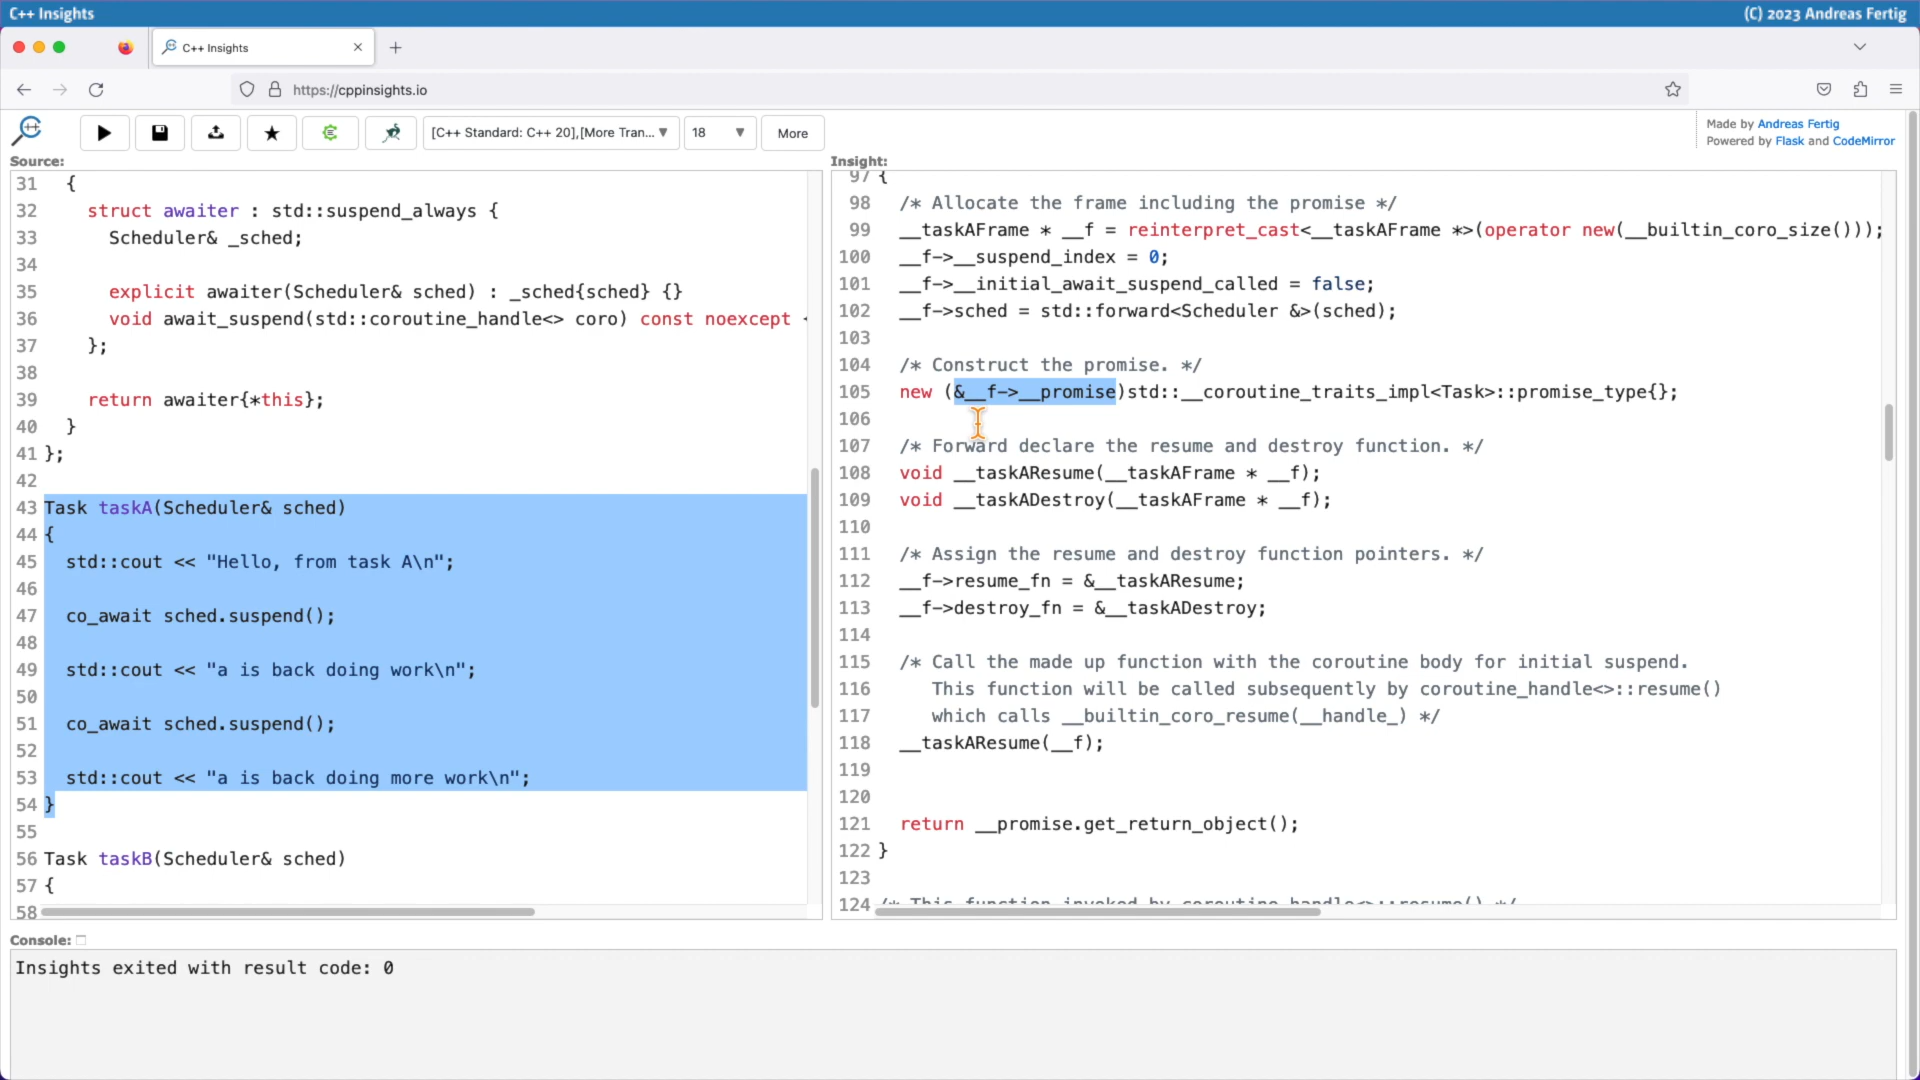 C++ Insights
(C) 2023 Andreas Fertig
C++ Insights
https://cppinsights.io
[C++ Standard: C++ 20],[More Tran...
18
More
Made by Andreas Fertig
Powered by Flask and CodeMirror
Source:
31 {
32 struct awaiter : std::suspend_always {
33 Scheduler& _sched;
34
35 explicit awaiter(Scheduler& sched) : _sched{sched} {}
36 void await_suspend(std::coroutine_handle<> coro) const noexcept
37 };
38
39 return awaiter{*this};
40 }
41 };
42
43 Task taskA(Scheduler& sched)
44 {
45 std::cout << "Hello, from task A\n";
46
47 co_await sched.suspend();
48
49 std::cout << "a is back doing work\n";
50
51 co_await sched.suspend();
52
53 std::cout << "a is back doing more work\n";
54 }
55
56 Task taskB(Scheduler& sched)
57 {
58
Insight:
97 {
98 /* Allocate the frame including the promise */
99 __taskAFrame * __f = reinterpret_cast<__taskAFrame *>(operator new(__builtin_coro_size()));
100 __f->__suspend_index = 0;
101 __f->__initial_await_suspend_called = false;
102 __f->sched = std::forward<Scheduler &>(sched);
103
104 /* Construct the promise. */
105 new (&__f->__promise)std::__coroutine_traits_impl<Task>::promise_type{};
106
107 /* Forward declare the resume and destroy function. */
108 void __taskAResume(__taskAFrame * __f);
109 void __taskADestroy(__taskAFrame * __f);
110
111 /* Assign the resume and destroy function pointers. */
112 __f->resume_fn = &__taskAResume;
113 __f->destroy_fn = &__taskADestroy;
114
115 /* Call the made up function with the coroutine body for initial suspend.
116 This function will be called subsequently by coroutine_handle<>::resume()
117 which calls __builtin_coro_resume(__handle_) */
118 __taskAResume(__f);
119
120
121 return __promise.get_return_object();
122 }
123
124 /* This function invoked by coroutine_handle<>::resume() */
Console:
Insights exited with result code: 0